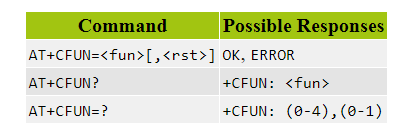 Command Possible Responses
AT+CFUN=<fun>[,<rst>] OK, ERROR
AT+CFUN? +CFUN: <fun>
AT+CFUN=? +CFUN: (0-4),(0-1)